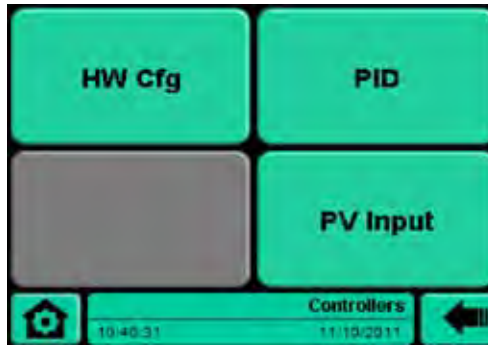 HW Cfg
PID
PV Input
Controllers
10:40:31
11/10/2011